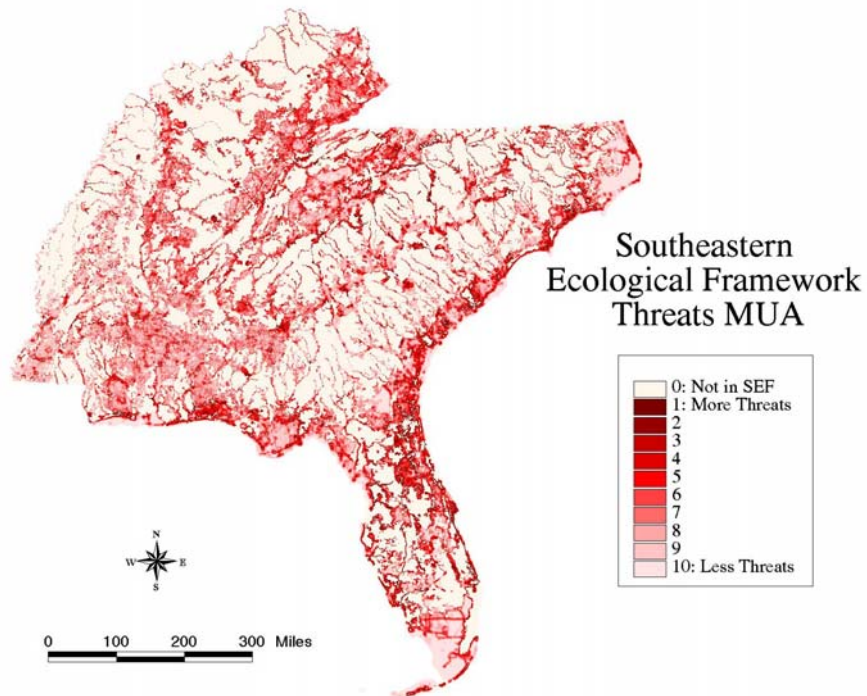 Southeastern
Ecological Framework
Threats MUA
0: Not in SEF
1: More Threats
2
3
4
5
6
7
8
9
10: Less Threats
N
W E
S
0 100 200 300 Miles